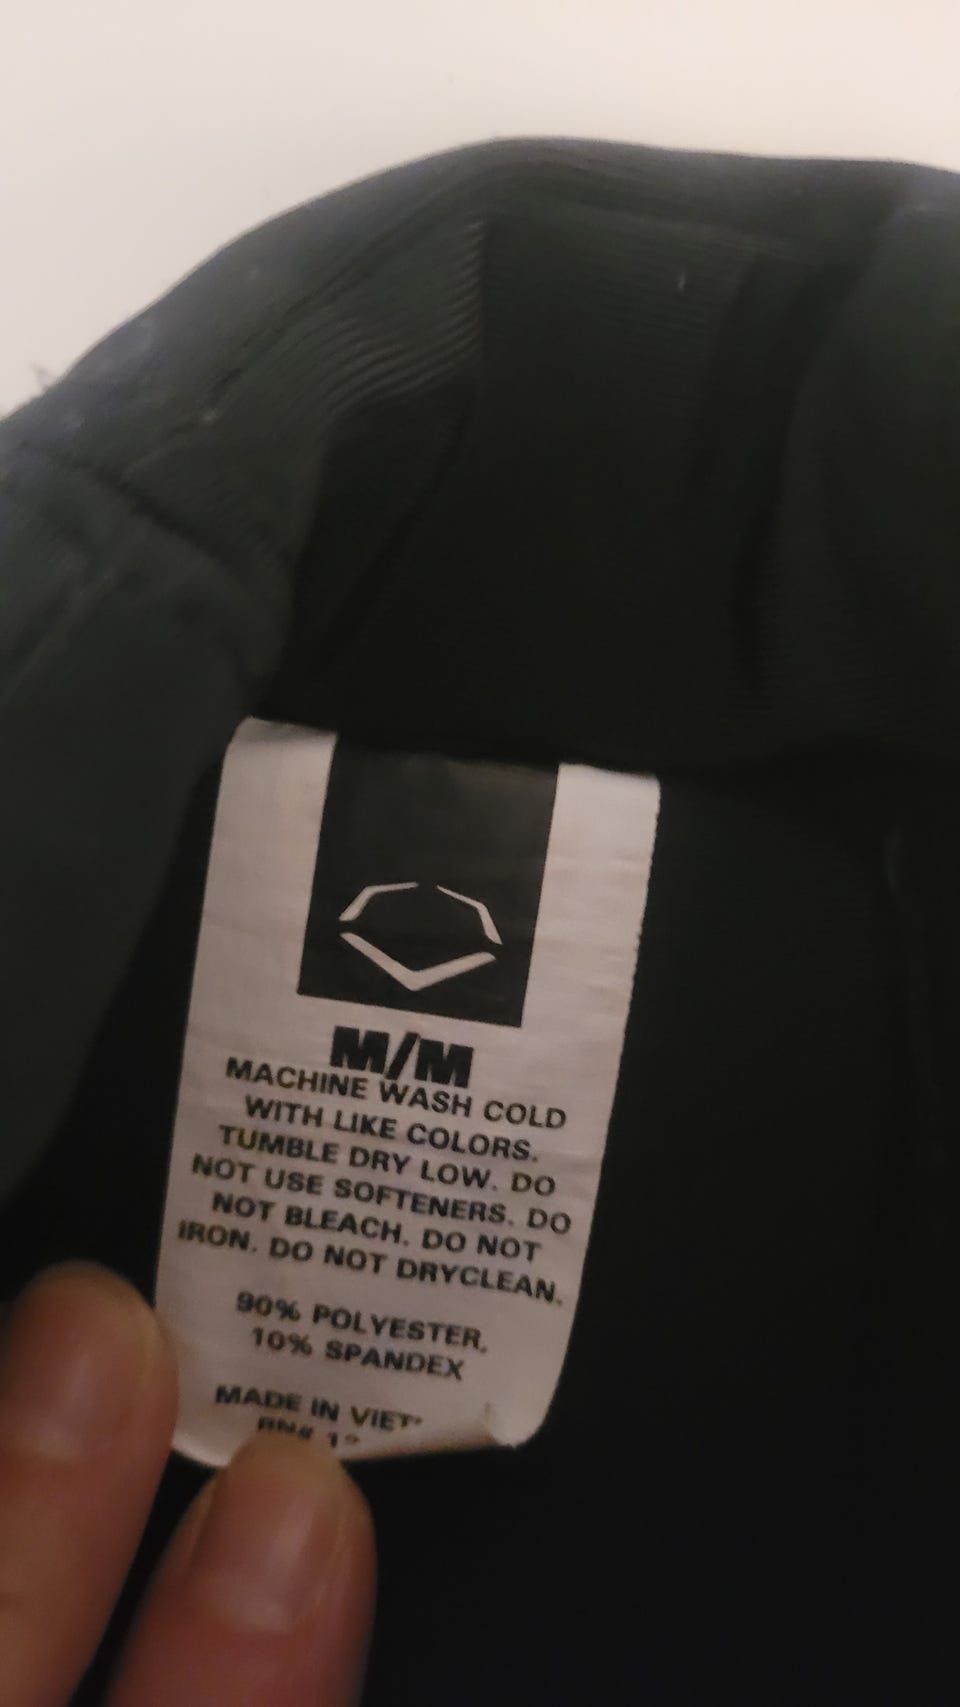 M/M
MACHINE WASH COLD
WITH LIKE COLORS.
TUMBLE DRY LOW. DO
NOT USE SOFTENERS. DO
NOT BLEACH. DO NOT
IRON. DO NOT DRYCLEAN.
90% POLYESTER,
10% SPANDEX
MADE IN